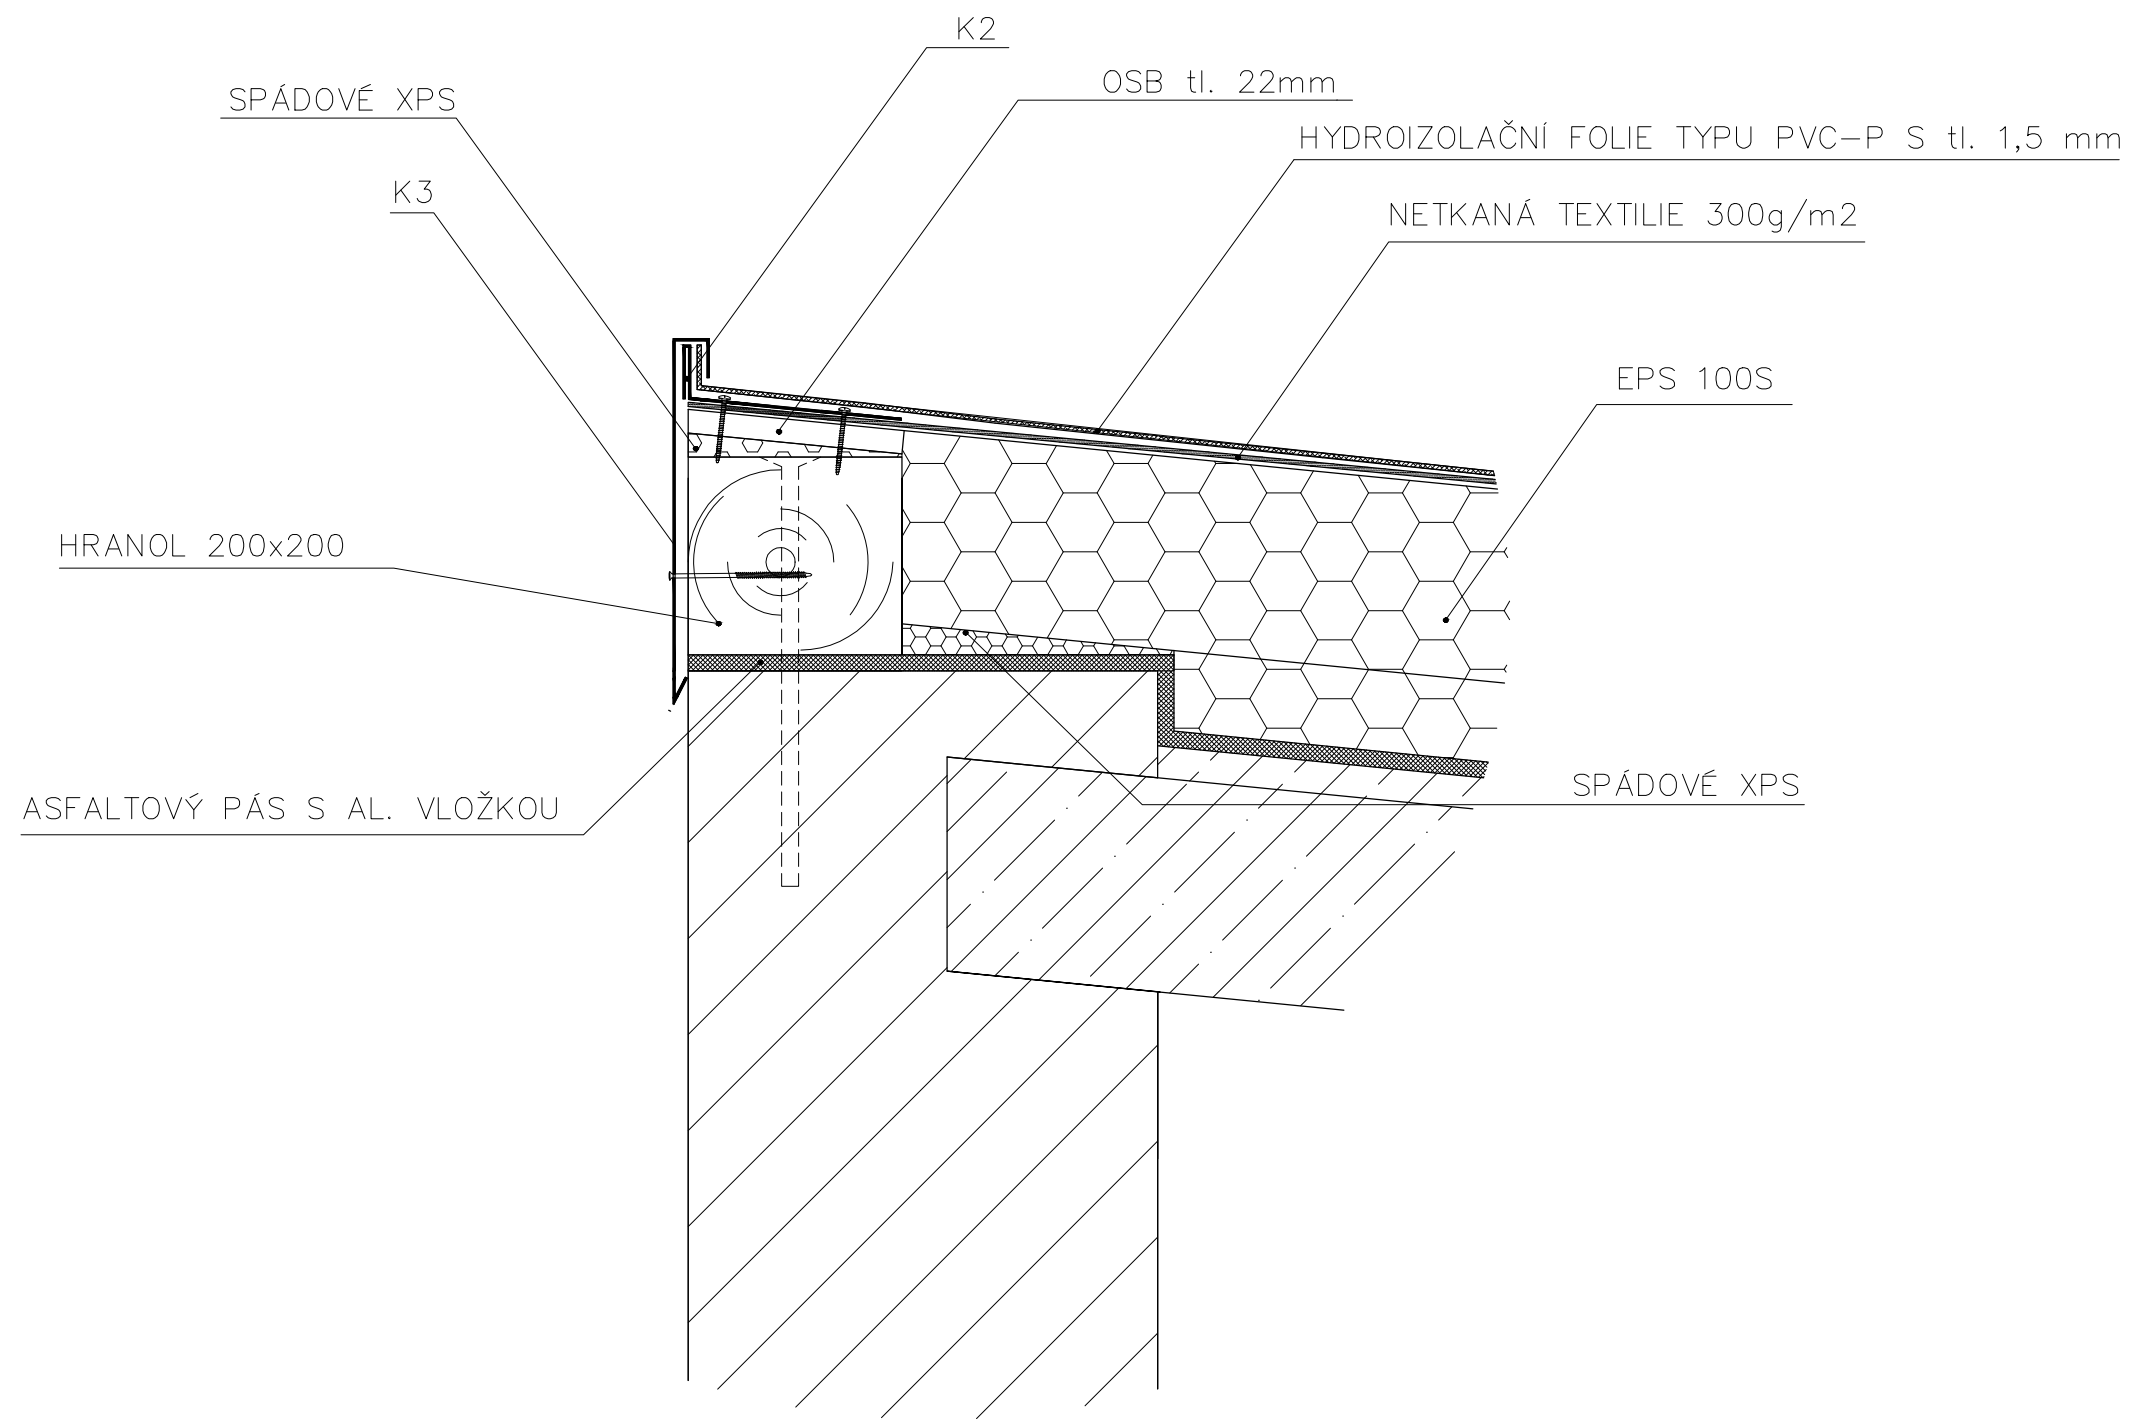 K2
OSB tl. 22mm
SPÁDOVÉ XPS
HYDROIZOLAČNÍ FOLIE TYPU PVC-P S tl. 1,5 mm
K3
NETKANÁ TEXTILIE 300g/m2
EPS 100S
HRANOL 200x200
SPÁDOVÉ XPS
ASFALTOVÝ PÁS S AL. VLOŽKOU